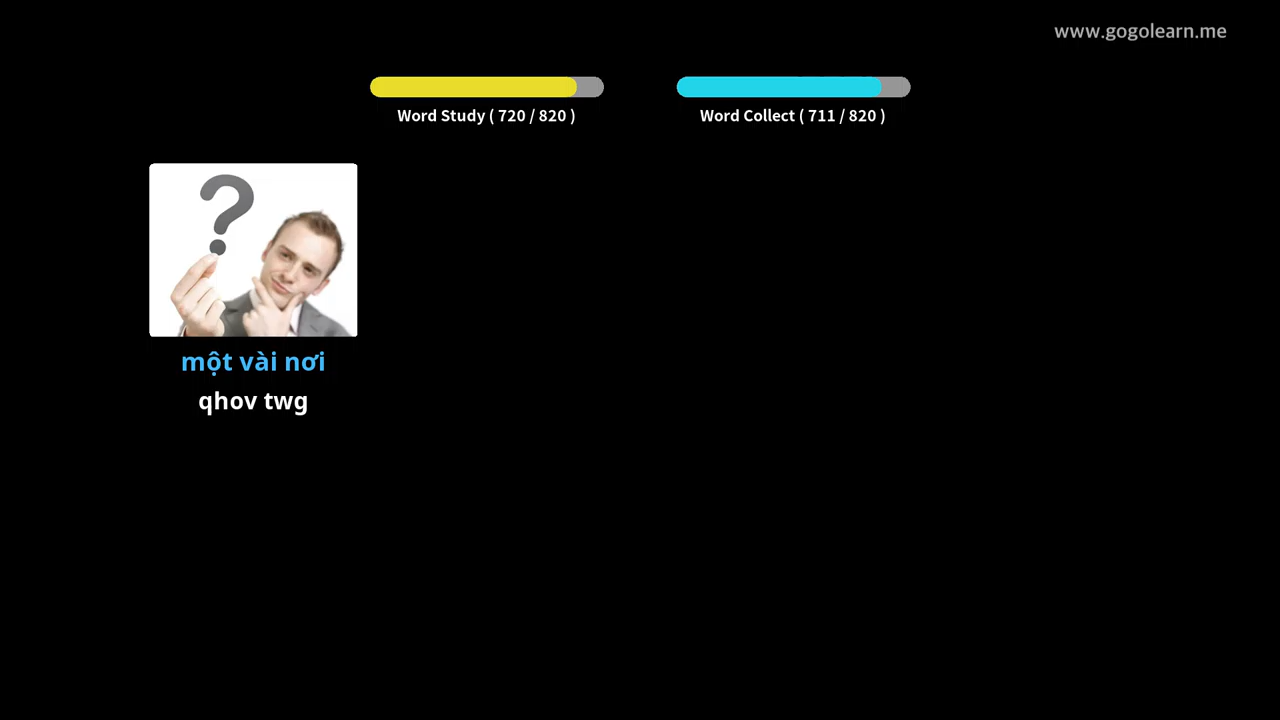 www.gogolearn.me
Word Study ( 720 / 820 )
Word Collect ( 711 / 820 )
?
một vài nơi
qhov twg